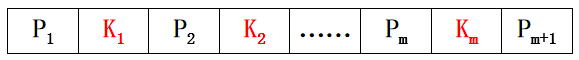 P₁ K₁ P₂ K₂ …… Pₘ Kₘ Pₘ₊₁